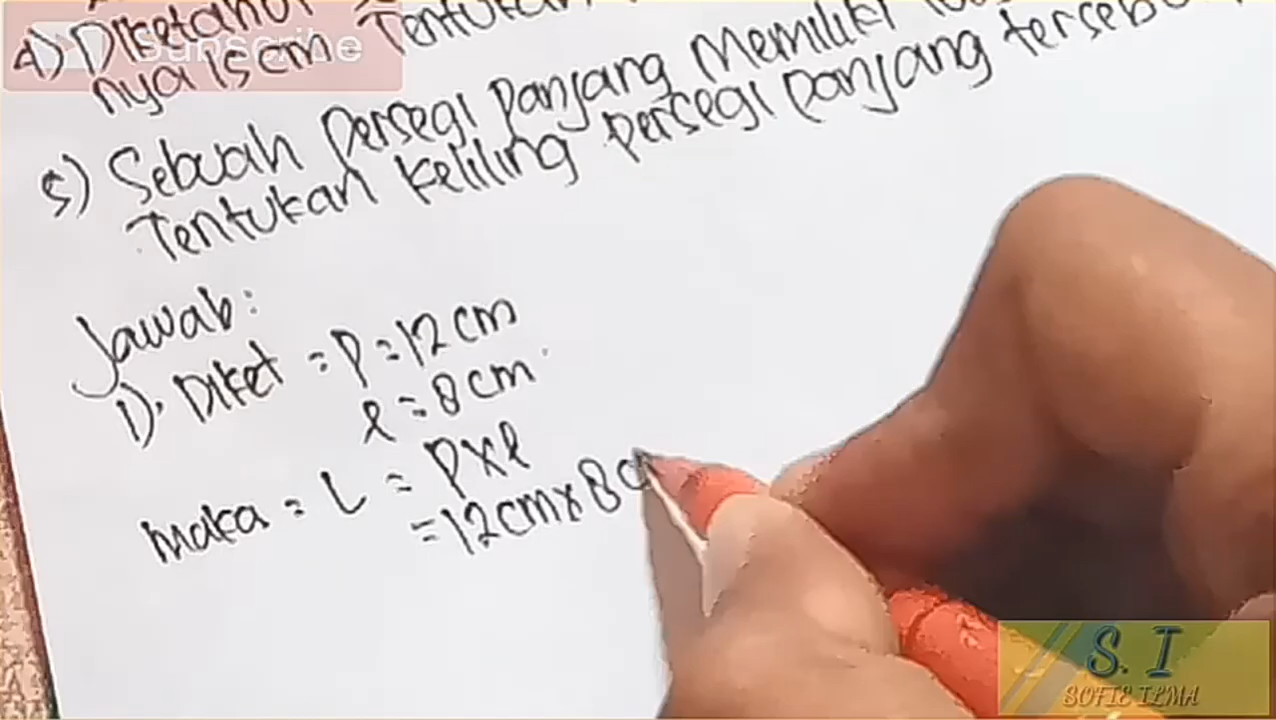 4) Diketahui
nya 15 cm. Tentukan
Subscribe
5) Sebuah persegi panjang memiliki
Tentukan keliling persegi panjang
Jawab:
1). Diket = P = 12 cm
l = 8 cm
maka = L = P x l
= 12 cm x 8 c
S. I
SOFIE ILMA